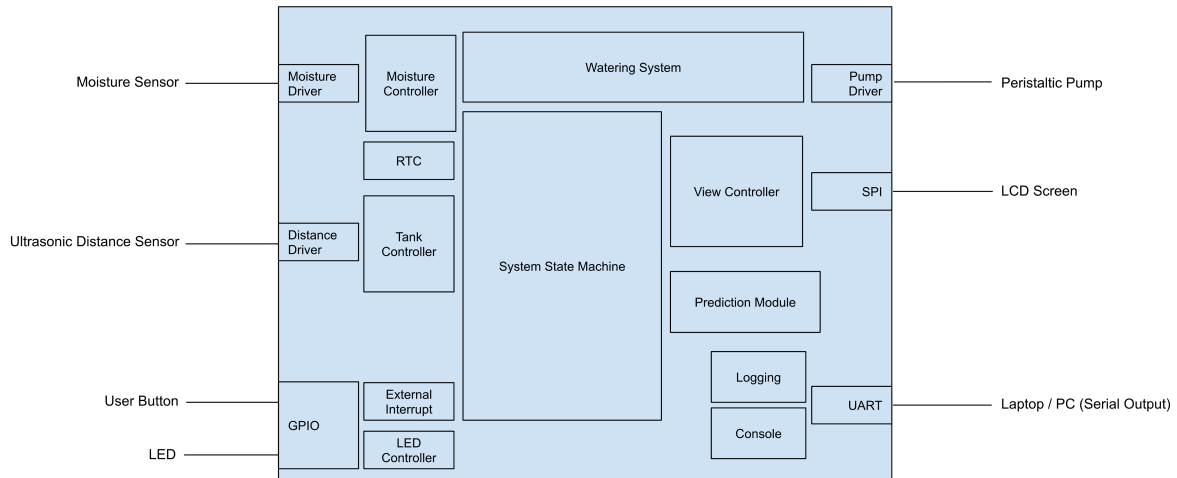 Moisture Sensor
Moisture
Driver
Moisture
Controller
Watering System
Pump
Driver
Peristaltic Pump
RTC
View Controller
SPI
LCD Screen
Ultrasonic Distance Sensor
Distance
Driver
Tank
Controller
System State Machine
Prediction Module
User Button
GPIO
External
Interrupt
Logging
UART
Laptop / PC (Serial Output)
Console
LED
LED
Controller